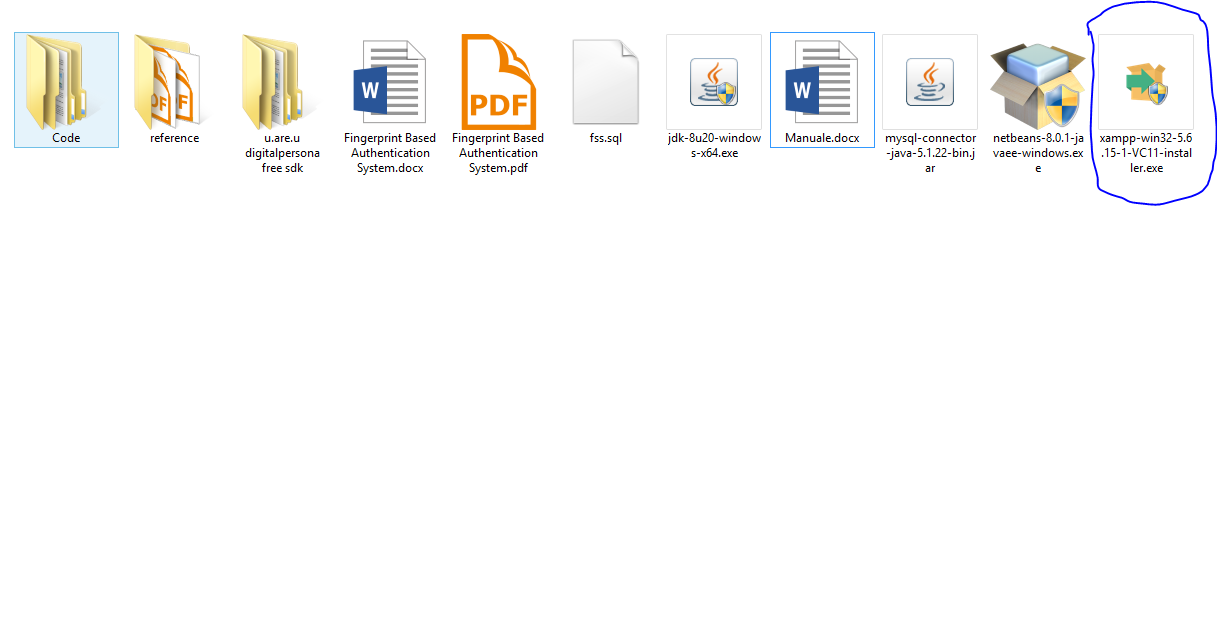 Code
reference
u.are.u
digitalpersona
free sdk
Fingerprint Based
Authentication
System.docx
PDF
Fingerprint Based
Authentication
System.pdf
fss.sql
jdk-8u20-window
s-x64.exe
W
Manuale.docx
mysql-connector
-java-5.1.22-bin.j
ar
netbeans-8.0.1-ja
vaee-windows.ex
e
xampp-win32-5.6
.15-1-VC11-instal
ler.exe